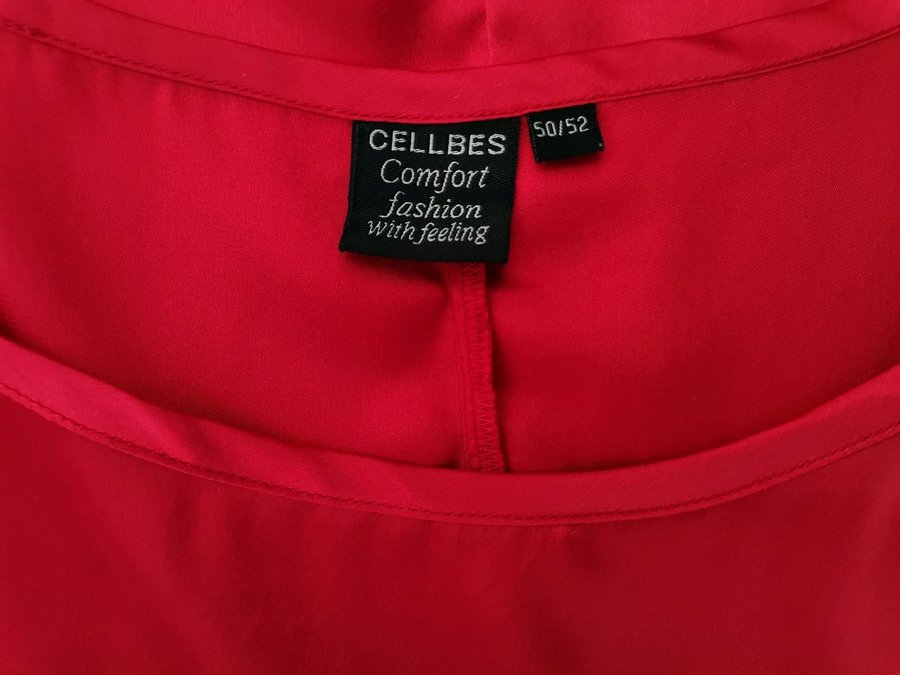 CELLBES
Comfort
fashion
with feeling
50/52